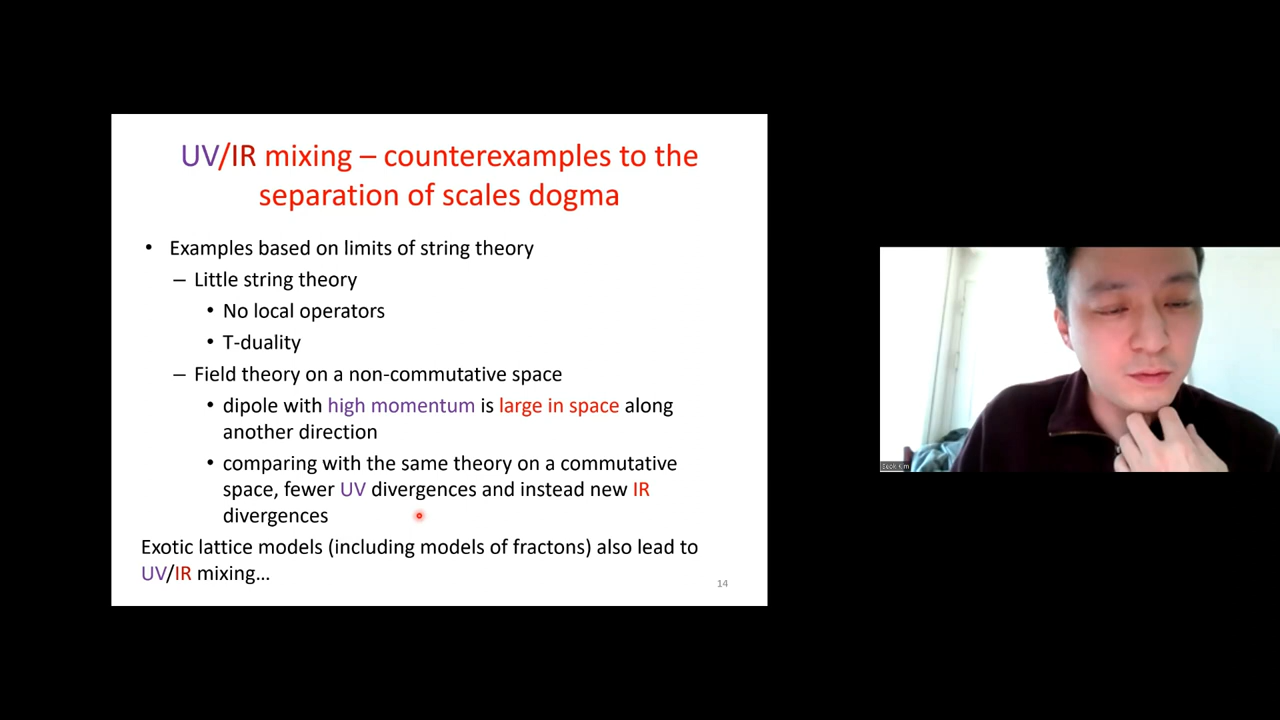 UV/IR mixing – counterexamples to the
separation of scales dogma
• Examples based on limits of string theory
– Little string theory
• No local operators
• T-duality
– Field theory on a non-commutative space
• dipole with high momentum is large in space along
another direction
• comparing with the same theory on a commutative
space, fewer UV divergences and instead new IR
divergences
Exotic lattice models (including models of fractons) also lead to
UV/IR mixing…
14
Seok Kim